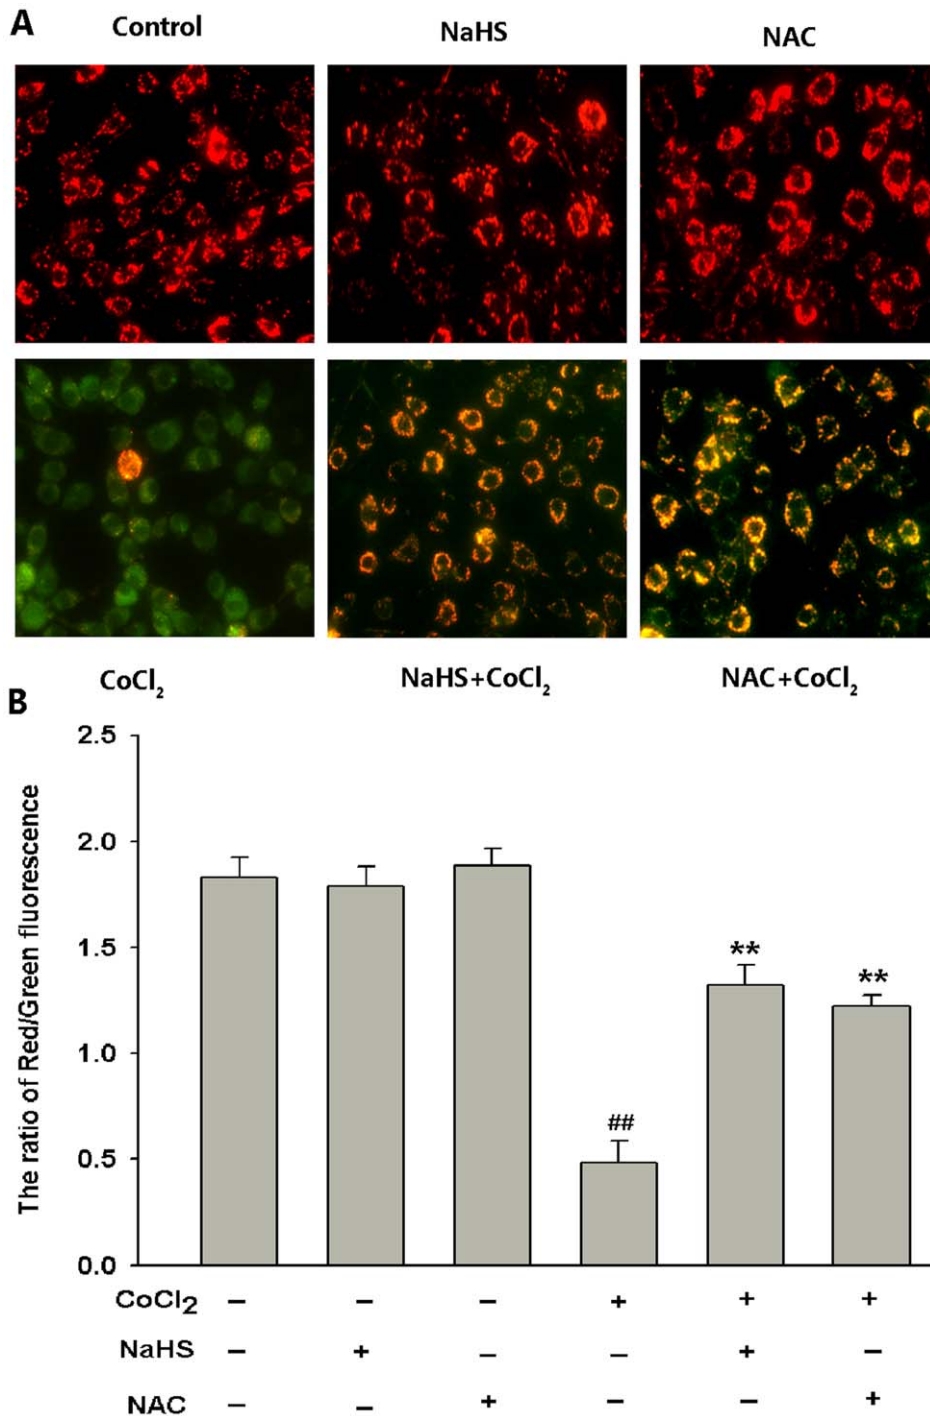 A
Control NaHS NAC
CoCl2 NaHS+CoCl2 NAC+CoCl2
B
The ratio of Red/Green fluorescence
2.5
2.0
1.5
1.0
0.5
0.0
**
**
##
CoCl2 – – – + + +
NaHS – + – – + –
NAC – – + – – +